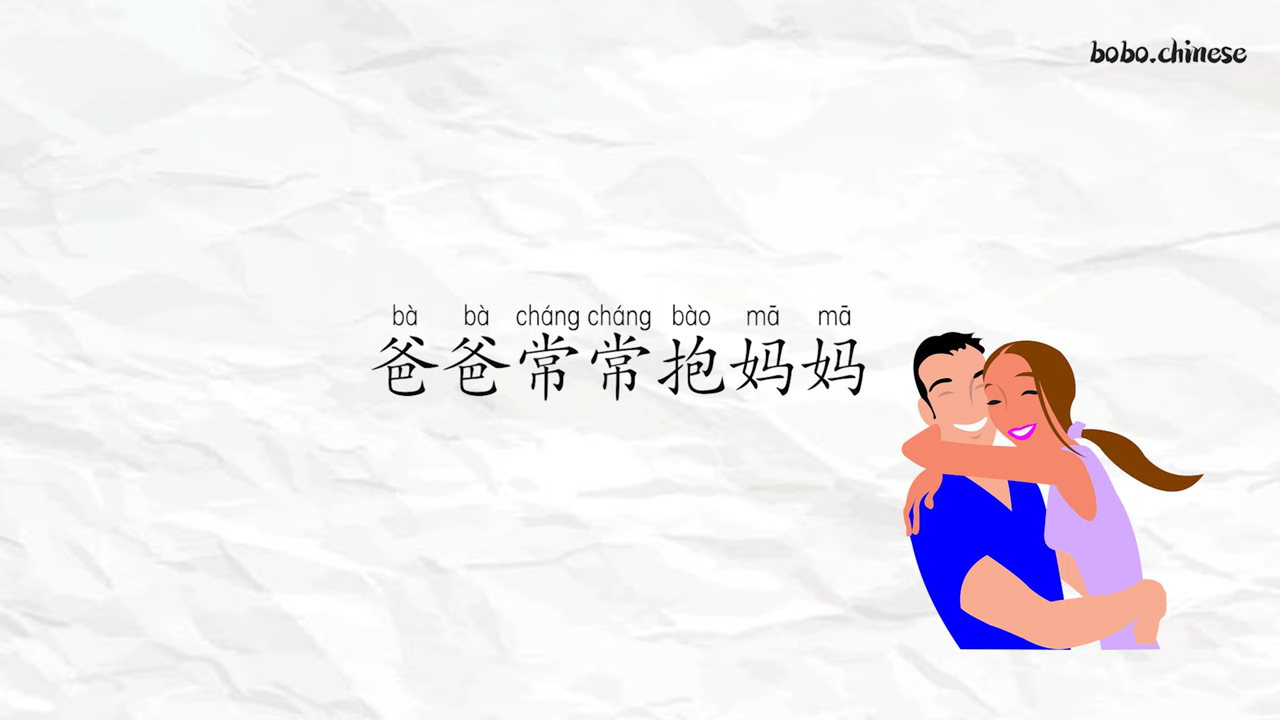 bobo.chinese
bà bà cháng cháng bào mā mā
爸爸常常抱妈妈